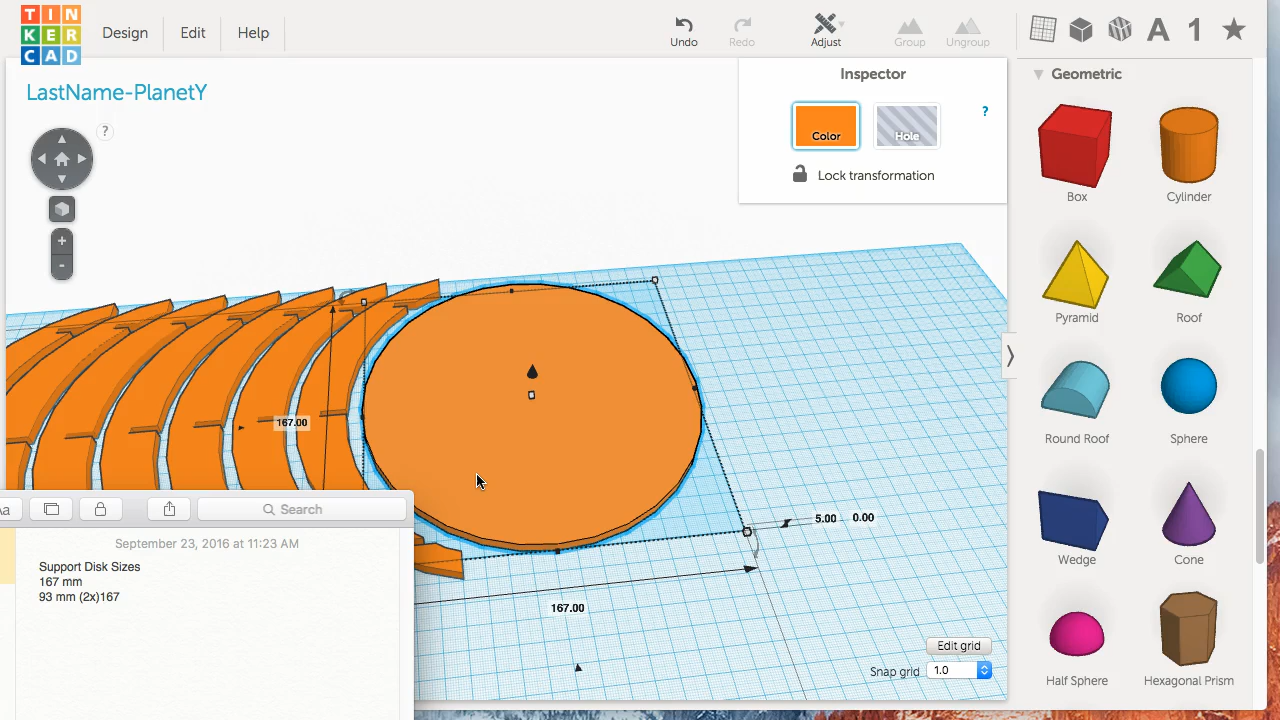 TIN
KER
CAD
Design
Edit
Help
Undo
Redo
Adjust
Group
Ungroup
A
1
LastName-PlanetY
?
+
-
Inspector
Color
Hole
?
Lock transformation
Geometric
Box
Cylinder
Pyramid
Roof
Round Roof
Sphere
Wedge
Cone
Half Sphere
Hexagonal Prism
167.00
5.00
0.00
167.00
Edit grid
Snap grid
1.0
Aa
Search
September 23, 2016 at 11:23 AM
Support Disk Sizes
167 mm
93 mm (2x)167